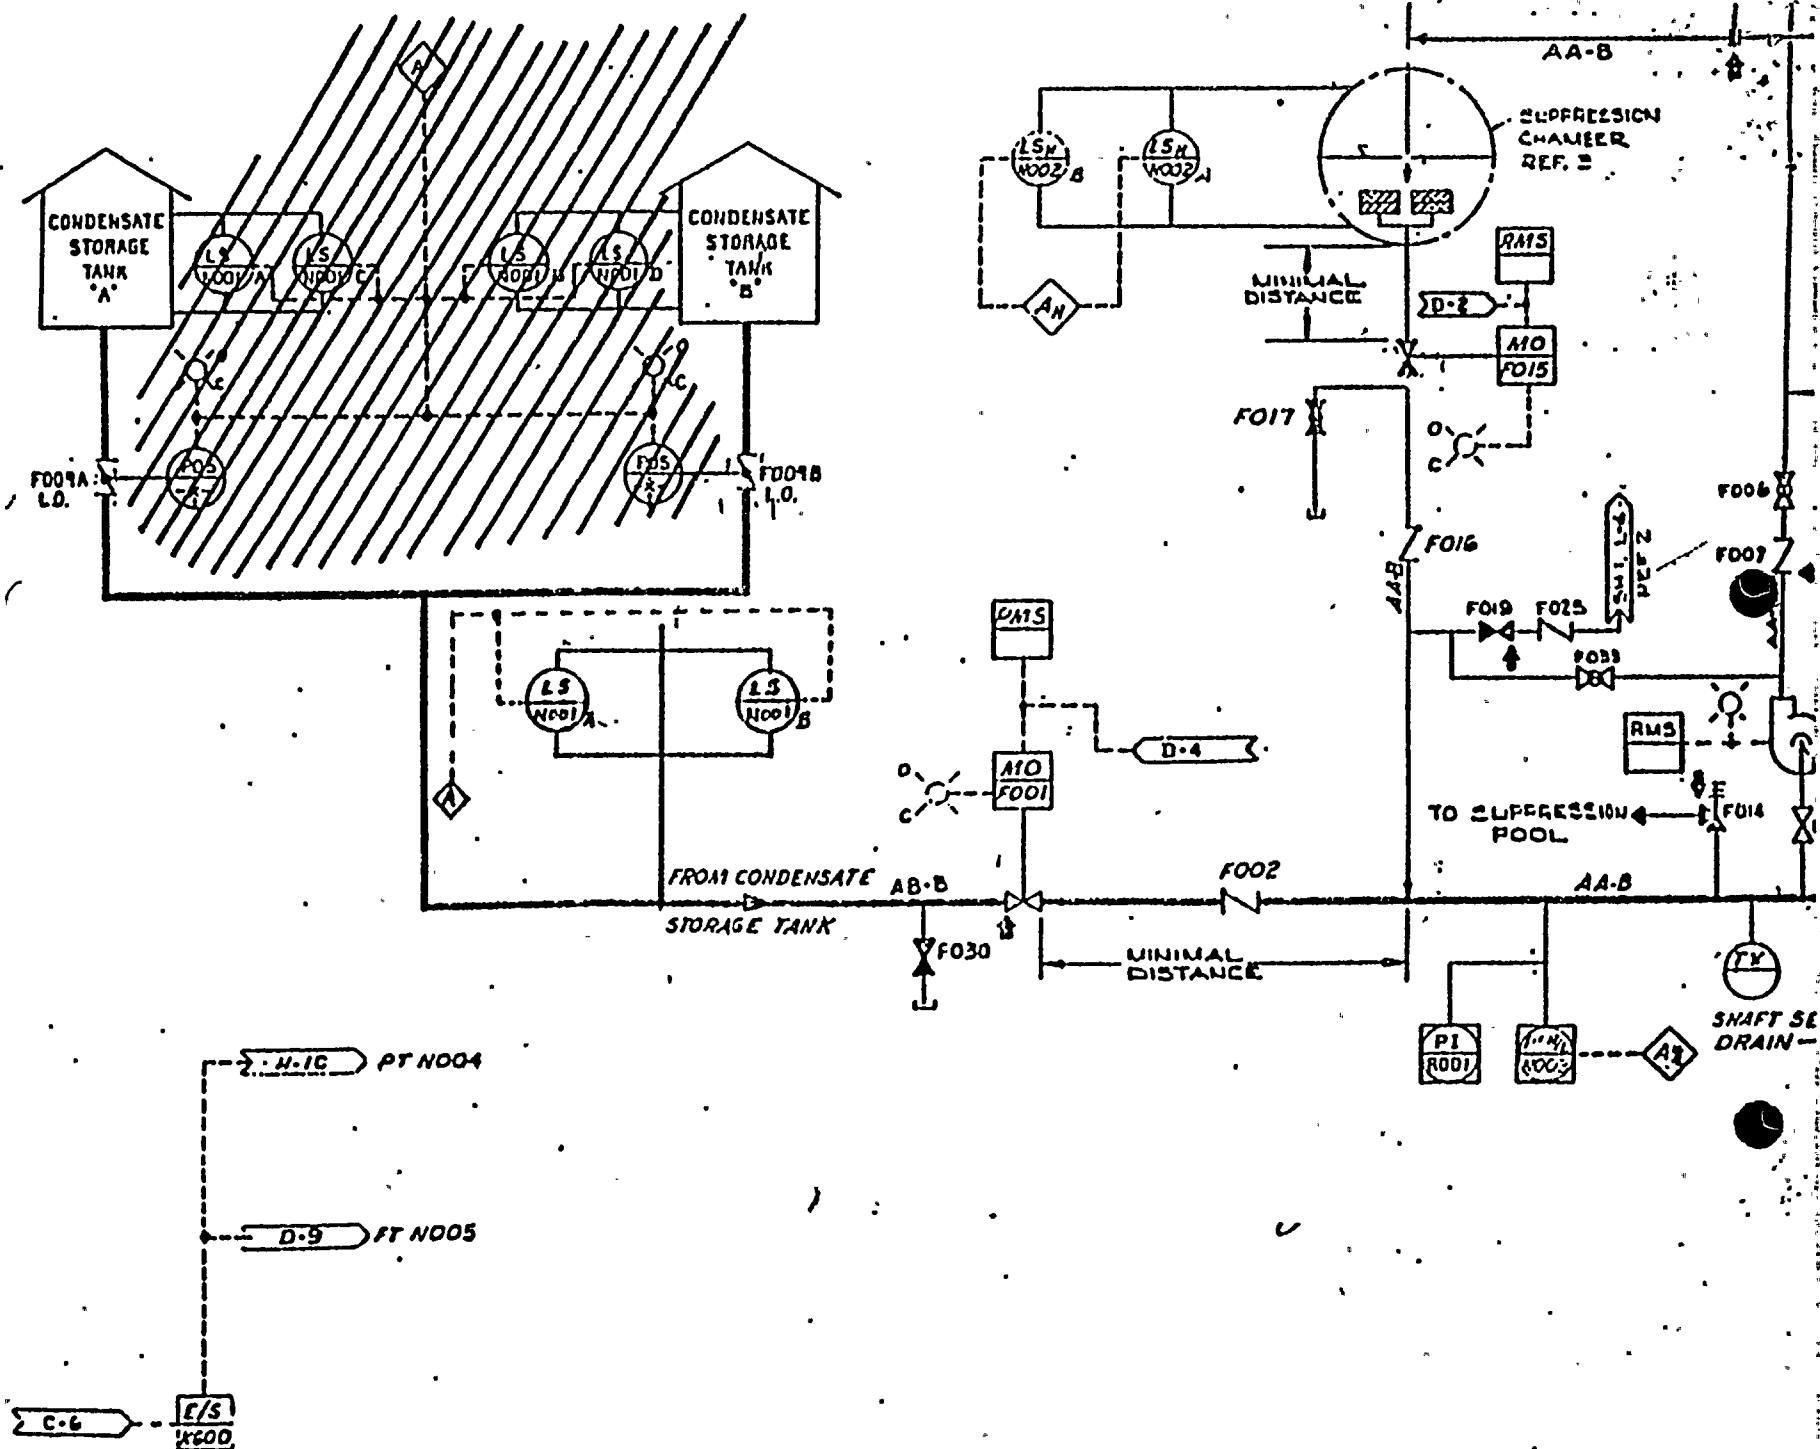 A
CONDENSATE
STORAGE
TANK
"A"
LS
N001 A
LS
N001 C
LS
N001
LS
N001 D
CONDENSATE
STORAGE
TANK
"B"
O
C
O
C
F009A
L.O.
POS
-X-
POS
-X-
F009B
L.O.
AA-B
SUPPRESSION
CHAMBER
REF. 3
LSH
N002 B
LSH
N002 A
AH
MINIMAL
DISTANCE
RMS
D-2
MO
F015
O
C
F017
F016
AA-B
F006
F007
REF 2
F019
F025
F033
RMS
TO SUPPRESSION
POOL
F014
A
LS
N001 A
LS
N001 B
RMS
D-4
MO
F001
O
C
FROM CONDENSATE
STORAGE TANK
AB-B
F002
AA-B
F030
MINIMAL
DISTANCE
PI
R001
TX
SHAFT SE
DRAIN
H-10
PT N004
D-9
FT N005
C-6
E/S
K600